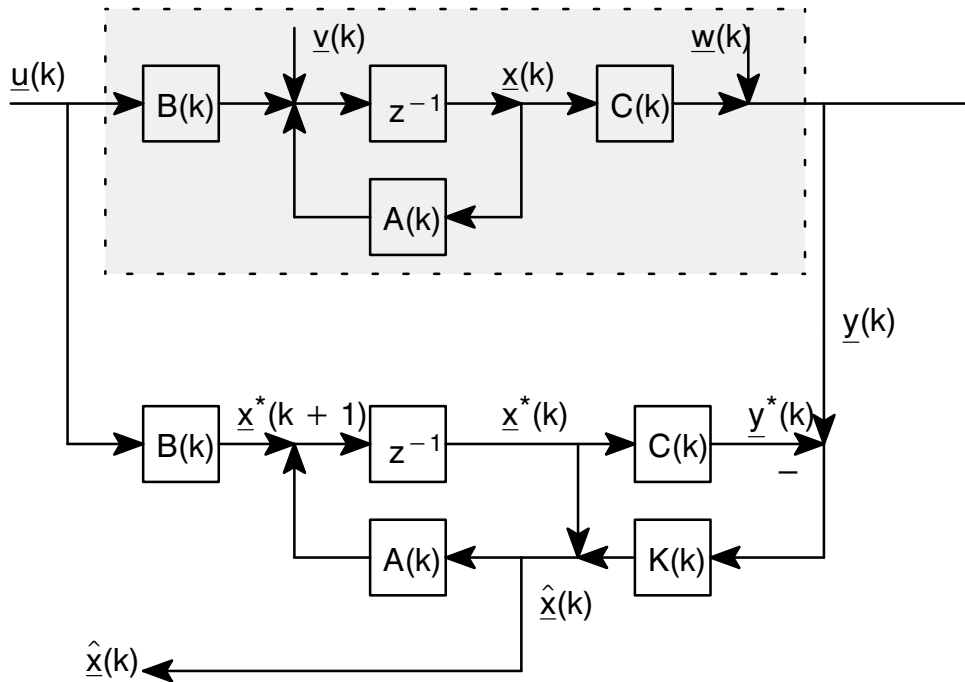 v(k)
w(k)
u(k)
x(k)
B(k)
z⁻¹
C(k)
A(k)
y(k)
x*(k + 1)
x*(k)
y*(k)
B(k)
z⁻¹
C(k)
−
A(k)
K(k)
x̂(k)
x̂(k)